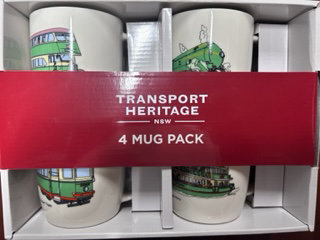 TRANSPORT
HERITAGE
NSW
4 MUG PACK